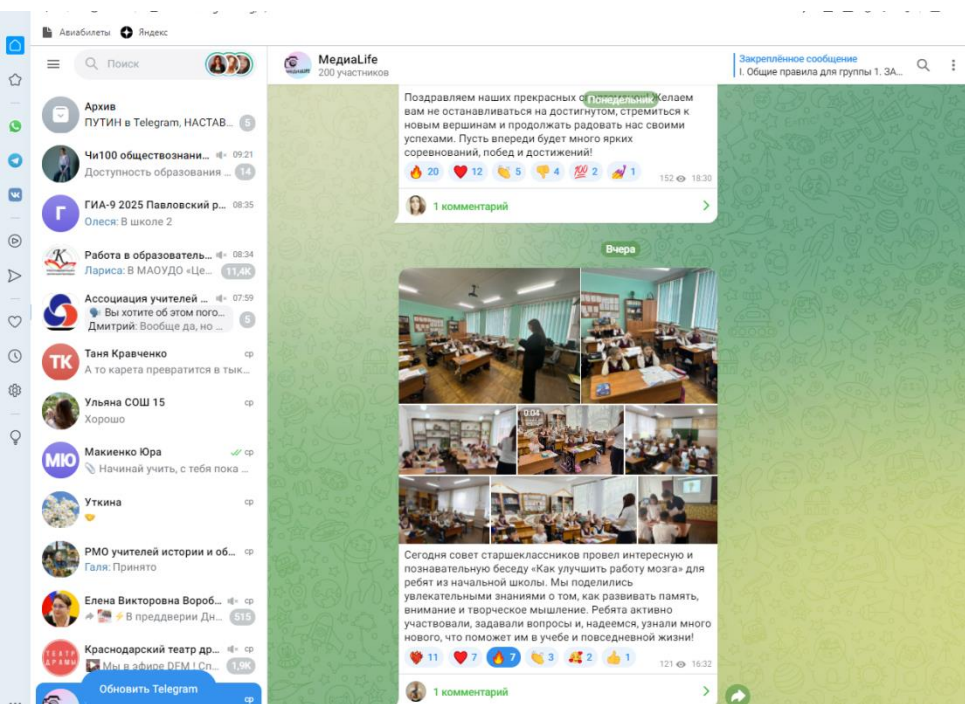 Авиабилеты Яндекс
Поиск
Архив
ПУТИН в Telegram, НАСТАВ... 5
Чи100 обществознани... 09:21
Доступность образования ... 14
Г
ГИА-9 2025 Павловский р... 08:35
Олеся: В школе 2
Работа в образователь... 08:34
Лариса: В МАОУДО «Це... 11,4K
Ассоциация учителей ... 07:59
Вы хотите об этом пого...
Дмитрий: Вообще да, но ... 5
ТК
Таня Кравченко ср
А то карета превратится в тык...
Ульяна СОШ 15 ср
Хорошо
МЮ
Макиенко Юра ср
Начинай учить, с тебя пока ...
Уткина ср
РМО учителей истории и об... ср
Галя: Принято
Елена Викторовна Вороб... ср
В преддверии Дн... 515
ТЕАТР
ДРАМЫ
Краснодарский театр др... ср
Мы в эфире DFM ! Сп... 1,9K
Обновить Telegram
ср
МедиаLife
200 участников
Закреплённое сообщение
I. Общие правила для группы 1. ЗА...
Понедельник
Поздравляем наших прекрасных Желаем
вам не останавливаться на достигнутом, стремиться к
новым вершинам и продолжать радовать нас своими
успехами. Пусть впереди будет много ярких
соревнований, побед и достижений!
20 12 5 4 2 1
152 18:30
1 комментарий
Вчера
0:04
Сегодня совет старшеклассников провел интересную и
познавательную беседу «Как улучшить работу мозга» для
ребят из начальной школы. Мы поделились
увлекательными знаниями о том, как развивать память,
внимание и творческое мышление. Ребята активно
участвовали, задавали вопросы и, надеемся, узнали много
нового, что поможет им в учебе и повседневной жизни!
11 7 7 3 2 1
121 16:32
1 комментарий